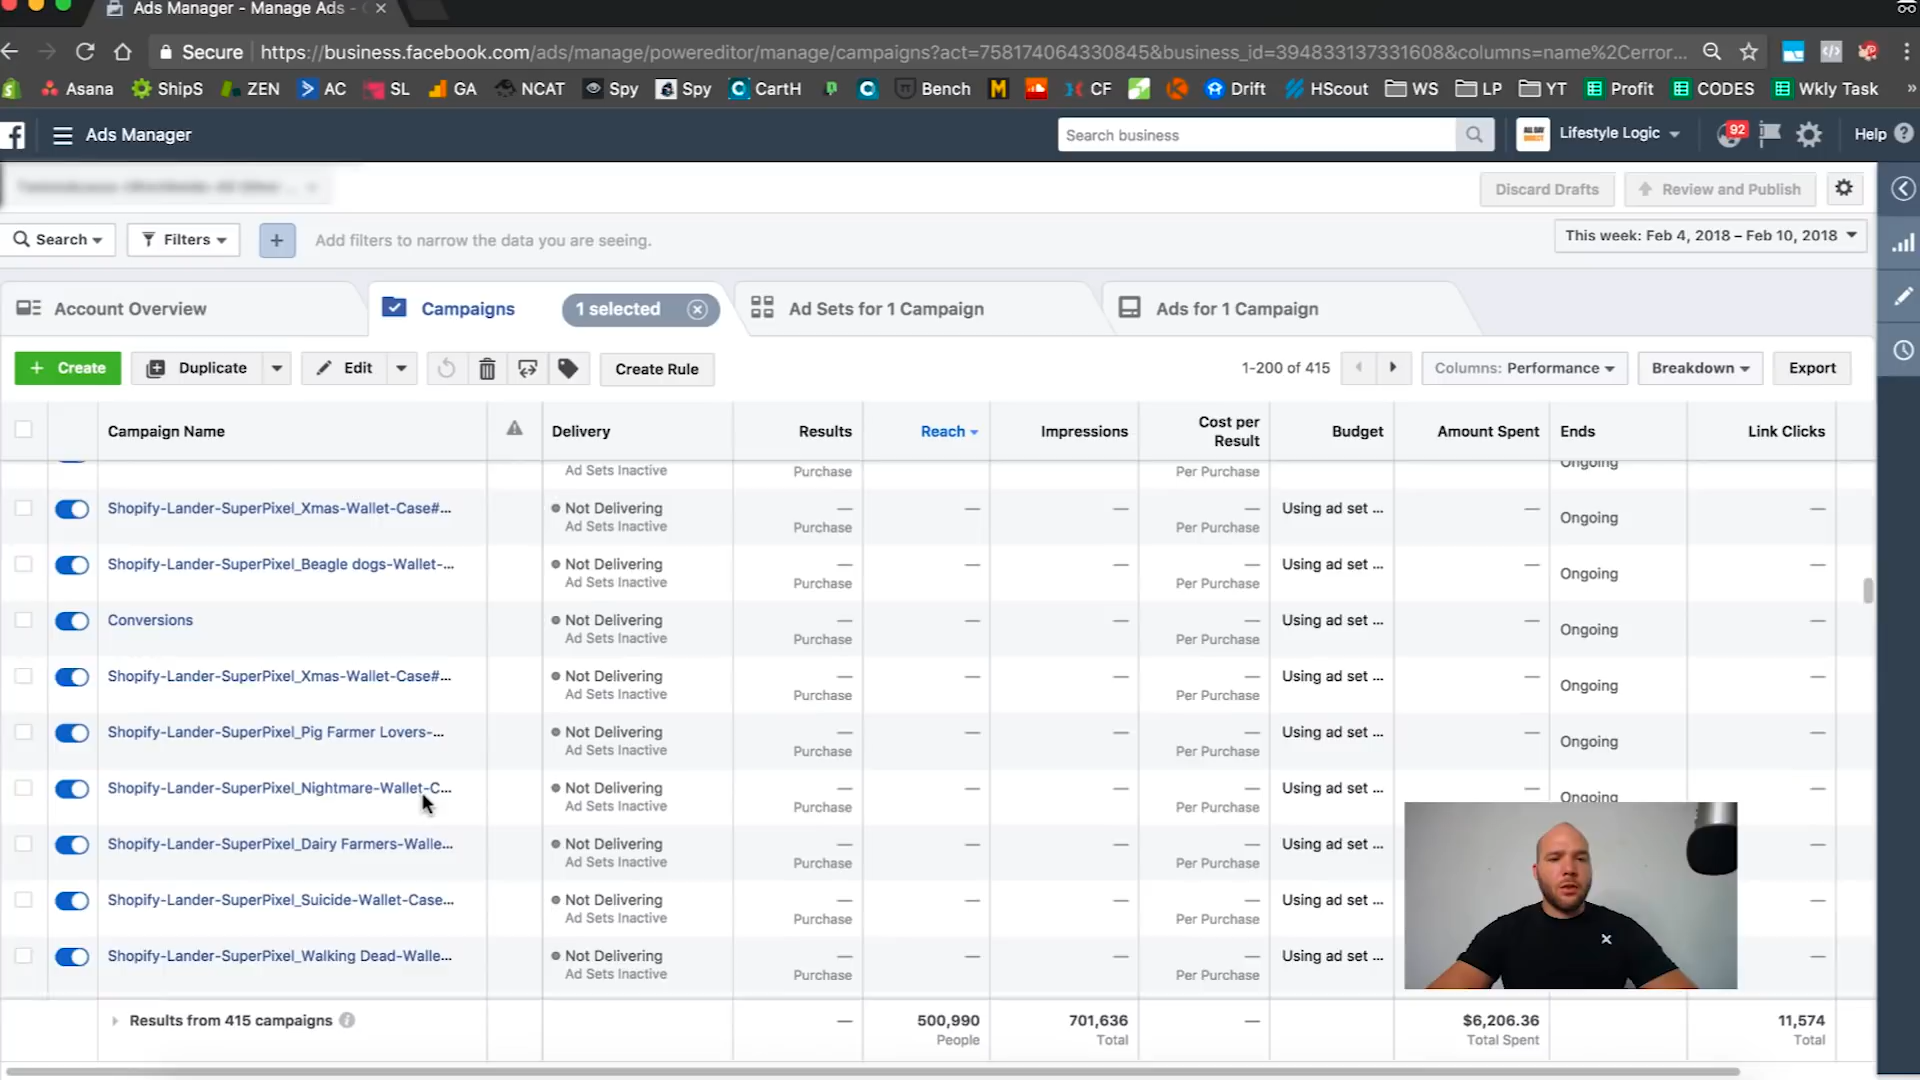 Ads Manager - Manage Ads -
Secure https://business.facebook.com/ads/manage/powereditor/manage/campaigns?act=758174064330845&business_id=394833137331608&columns=name%2Cerror...
Asana ShipS ZEN AC SL GA NCAT Spy Spy CartH Bench CF Drift HScout WS LP YT Profit CODES Wkly Task »
Ads Manager Search business Lifestyle Logic 92 Help
Discard Drafts Review and Publish
Search Filters + Add filters to narrow the data you are seeing. This week: Feb 4, 2018 – Feb 10, 2018
Account Overview Campaigns 1 selected Ad Sets for 1 Campaign Ads for 1 Campaign
+ Create Duplicate Edit Create Rule 1-200 of 415 Columns: Performance Breakdown Export
Campaign Name Delivery Results Reach Impressions Cost per Result Budget Amount Spent Ends Link Clicks
Ad Sets Inactive Purchase Per Purchase Ongoing
Shopify-Lander-SuperPixel_Xmas-Wallet-Case#... Not Delivering — — — — Using ad set ... — Ongoing —
Ad Sets Inactive Purchase Per Purchase
Shopify-Lander-SuperPixel_Beagle dogs-Wallet-... Not Delivering — — — — Using ad set ... — Ongoing —
Ad Sets Inactive Purchase Per Purchase
Conversions Not Delivering — — — — Using ad set ... — Ongoing —
Ad Sets Inactive Purchase Per Purchase
Shopify-Lander-SuperPixel_Xmas-Wallet-Case#... Not Delivering — — — — Using ad set ... — Ongoing —
Ad Sets Inactive Purchase Per Purchase
Shopify-Lander-SuperPixel_Pig Farmer Lovers-... Not Delivering — — — — Using ad set ... — Ongoing —
Ad Sets Inactive Purchase Per Purchase
Shopify-Lander-SuperPixel_Nightmare-Wallet-C... Not Delivering — — — — Using ad set ... — Ongoing —
Ad Sets Inactive Purchase Per Purchase
Shopify-Lander-SuperPixel_Dairy Farmers-Walle... Not Delivering — — — — Using ad set ... —
Ad Sets Inactive Purchase Per Purchase
Shopify-Lander-SuperPixel_Suicide-Wallet-Case... Not Delivering — — — — Using ad set ... —
Ad Sets Inactive Purchase Per Purchase
Shopify-Lander-SuperPixel_Walking Dead-Walle... Not Delivering — — — — Using ad set ... —
Ad Sets Inactive Purchase Per Purchase
Results from 415 campaigns — 500,990 701,636 — $6,206.36 11,574
People Total Total Spent Total